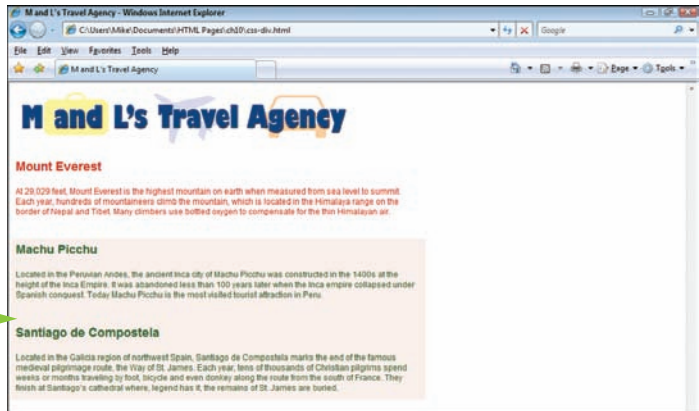 M and L's Travel Agency - Windows Internet Explorer
C:\Users\Mike\Documents\HTML Pages\ch10\css-div.html
Google
File Edit View Favorites Tools Help
M and L's Travel Agency
Page Tools
M and L's Travel Agency
Mount Everest
At 29,029 feet, Mount Everest is the highest mountain on earth when measured from sea level to summit.
Each year, hundreds of mountaineers climb the mountain, which is located in the Himalaya range on the
border of Nepal and Tibet. Many climbers use bottled oxygen to compensate for the thin Himalayan air.
Machu Picchu
Located in the Peruvian Andes, the ancient Inca city of Machu Picchu was constructed in the 1400s at the
height of the Inca Empire. It was abandoned less than 100 years later when the Inca empire collapsed under
Spanish conquest. Today Machu Picchu is the most visited tourist attraction in Peru.
Santiago de Compostela
Located in the Galicia region of northwest Spain, Santiago de Compostela marks the end of the famous
medieval pilgrimage route, the Way of St. James. Each year, tens of thousands of Christian pilgrims spend
weeks or months traveling by foot, bicycle and even donkey along the route from the south of France. They
finish at Santiago's cathedral where, legend has it, the remains of St. James are buried.